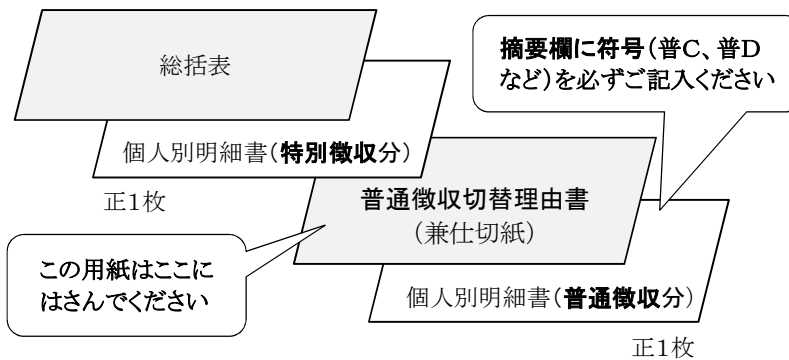 総括表
摘要欄に符号(普C、普D
など)を必ずご記入ください
個人別明細書(特別徴収分)
正1枚
普通徴収切替理由書
(兼仕切紙)
この用紙はここに
はさんでください
個人別明細書(普通徴収分)
正1枚